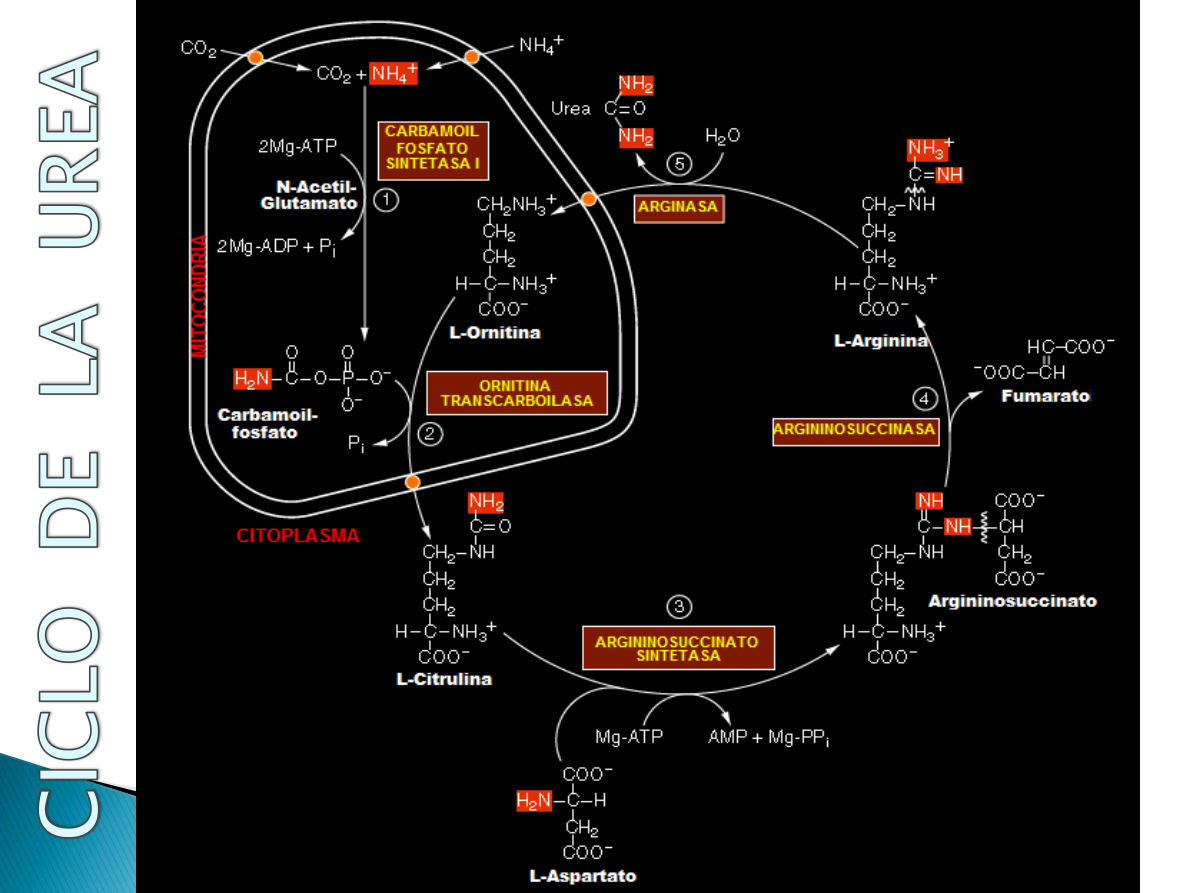 CICLO DE LA UREA
CO₂
NH₄⁺
CO₂ + NH₄⁺
CARBAMOIL
FOSFATO
SINTETASA I
2Mg-ATP
N-Acetil-
Glutamato
1
2Mg-ADP + Pi
MITOCONDRIA
NH₂
Urea C=O
NH₂
H₂O
5
ARGINASA
CH₂NH₃⁺
CH₂
CH₂
H–C–NH₃⁺
COO⁻
L-Ornitina
NH₃⁺
C=NH
CH₂–NH
CH₂
CH₂
H–C–NH₃⁺
COO⁻
L-Arginina
HC–COO⁻
⁻OOC–CH
Fumarato
O O
H₂N–C–O–P–O⁻
O⁻
Carbamoil-
fosfato
Pi
ORNITINA
TRANSCARBOILASA
2
4
ARGININOSUCCINASA
CITOPLASMA
NH₂
C=O
CH₂–NH
CH₂
CH₂
H–C–NH₃⁺
COO⁻
L-Citrulina
NH COO⁻
C–NH–CH
CH₂–NH CH₂
CH₂ COO⁻
CH₂
Argininosuccinato
H–C–NH₃⁺
COO⁻
3
ARGININOSUCCINATO
SINTETASA
Mg-ATP
AMP + Mg-PPi
COO⁻
H₂N–C–H
CH₂
COO⁻
L-Aspartato